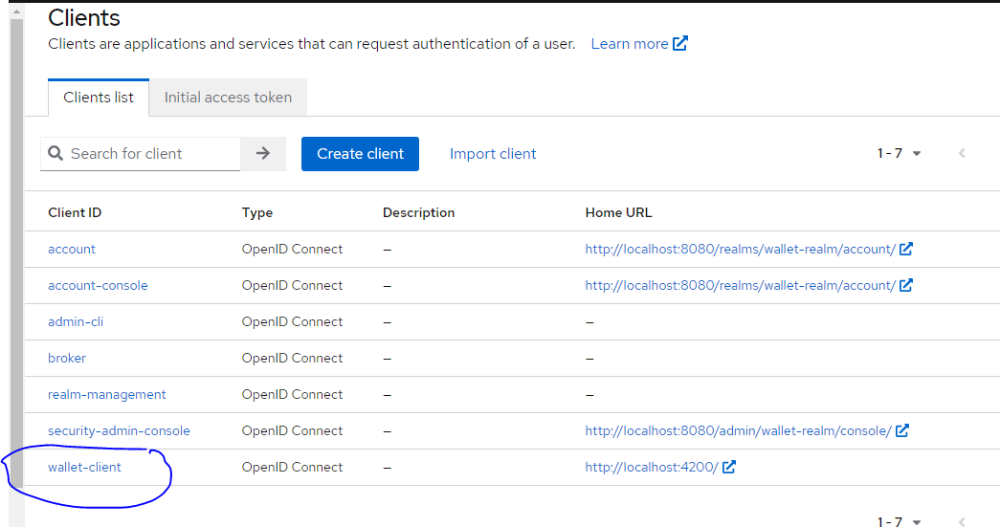 Clients
Clients are applications and services that can request authentication of a user. Learn more
Clients list Initial access token
Search for client Create client Import client 1 - 7
Client ID Type Description Home URL
account OpenID Connect – http://localhost:8080/realms/wallet-realm/account/
account-console OpenID Connect – http://localhost:8080/realms/wallet-realm/account/
admin-cli OpenID Connect – –
broker OpenID Connect – –
realm-management OpenID Connect – –
security-admin-console OpenID Connect – http://localhost:8080/admin/wallet-realm/console/
wallet-client OpenID Connect – http://localhost:4200/
1 - 7